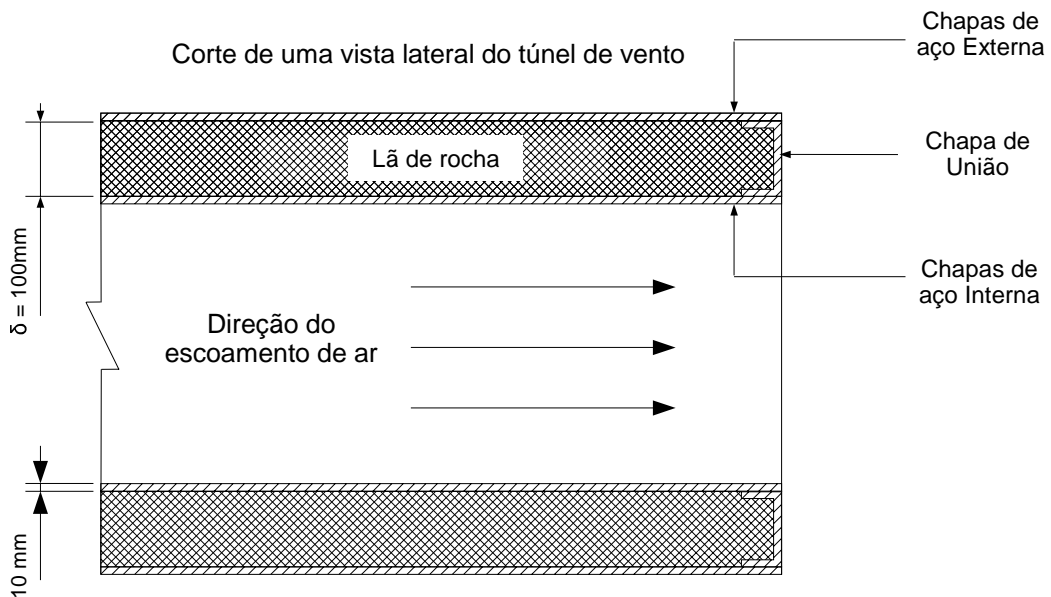 Corte de uma vista lateral do túnel de vento
Chapas de
aço Externa
Lã de rocha
Chapa de
União
Chapas de
aço Interna
δ = 100mm
Direção do
escoamento de ar
10 mm